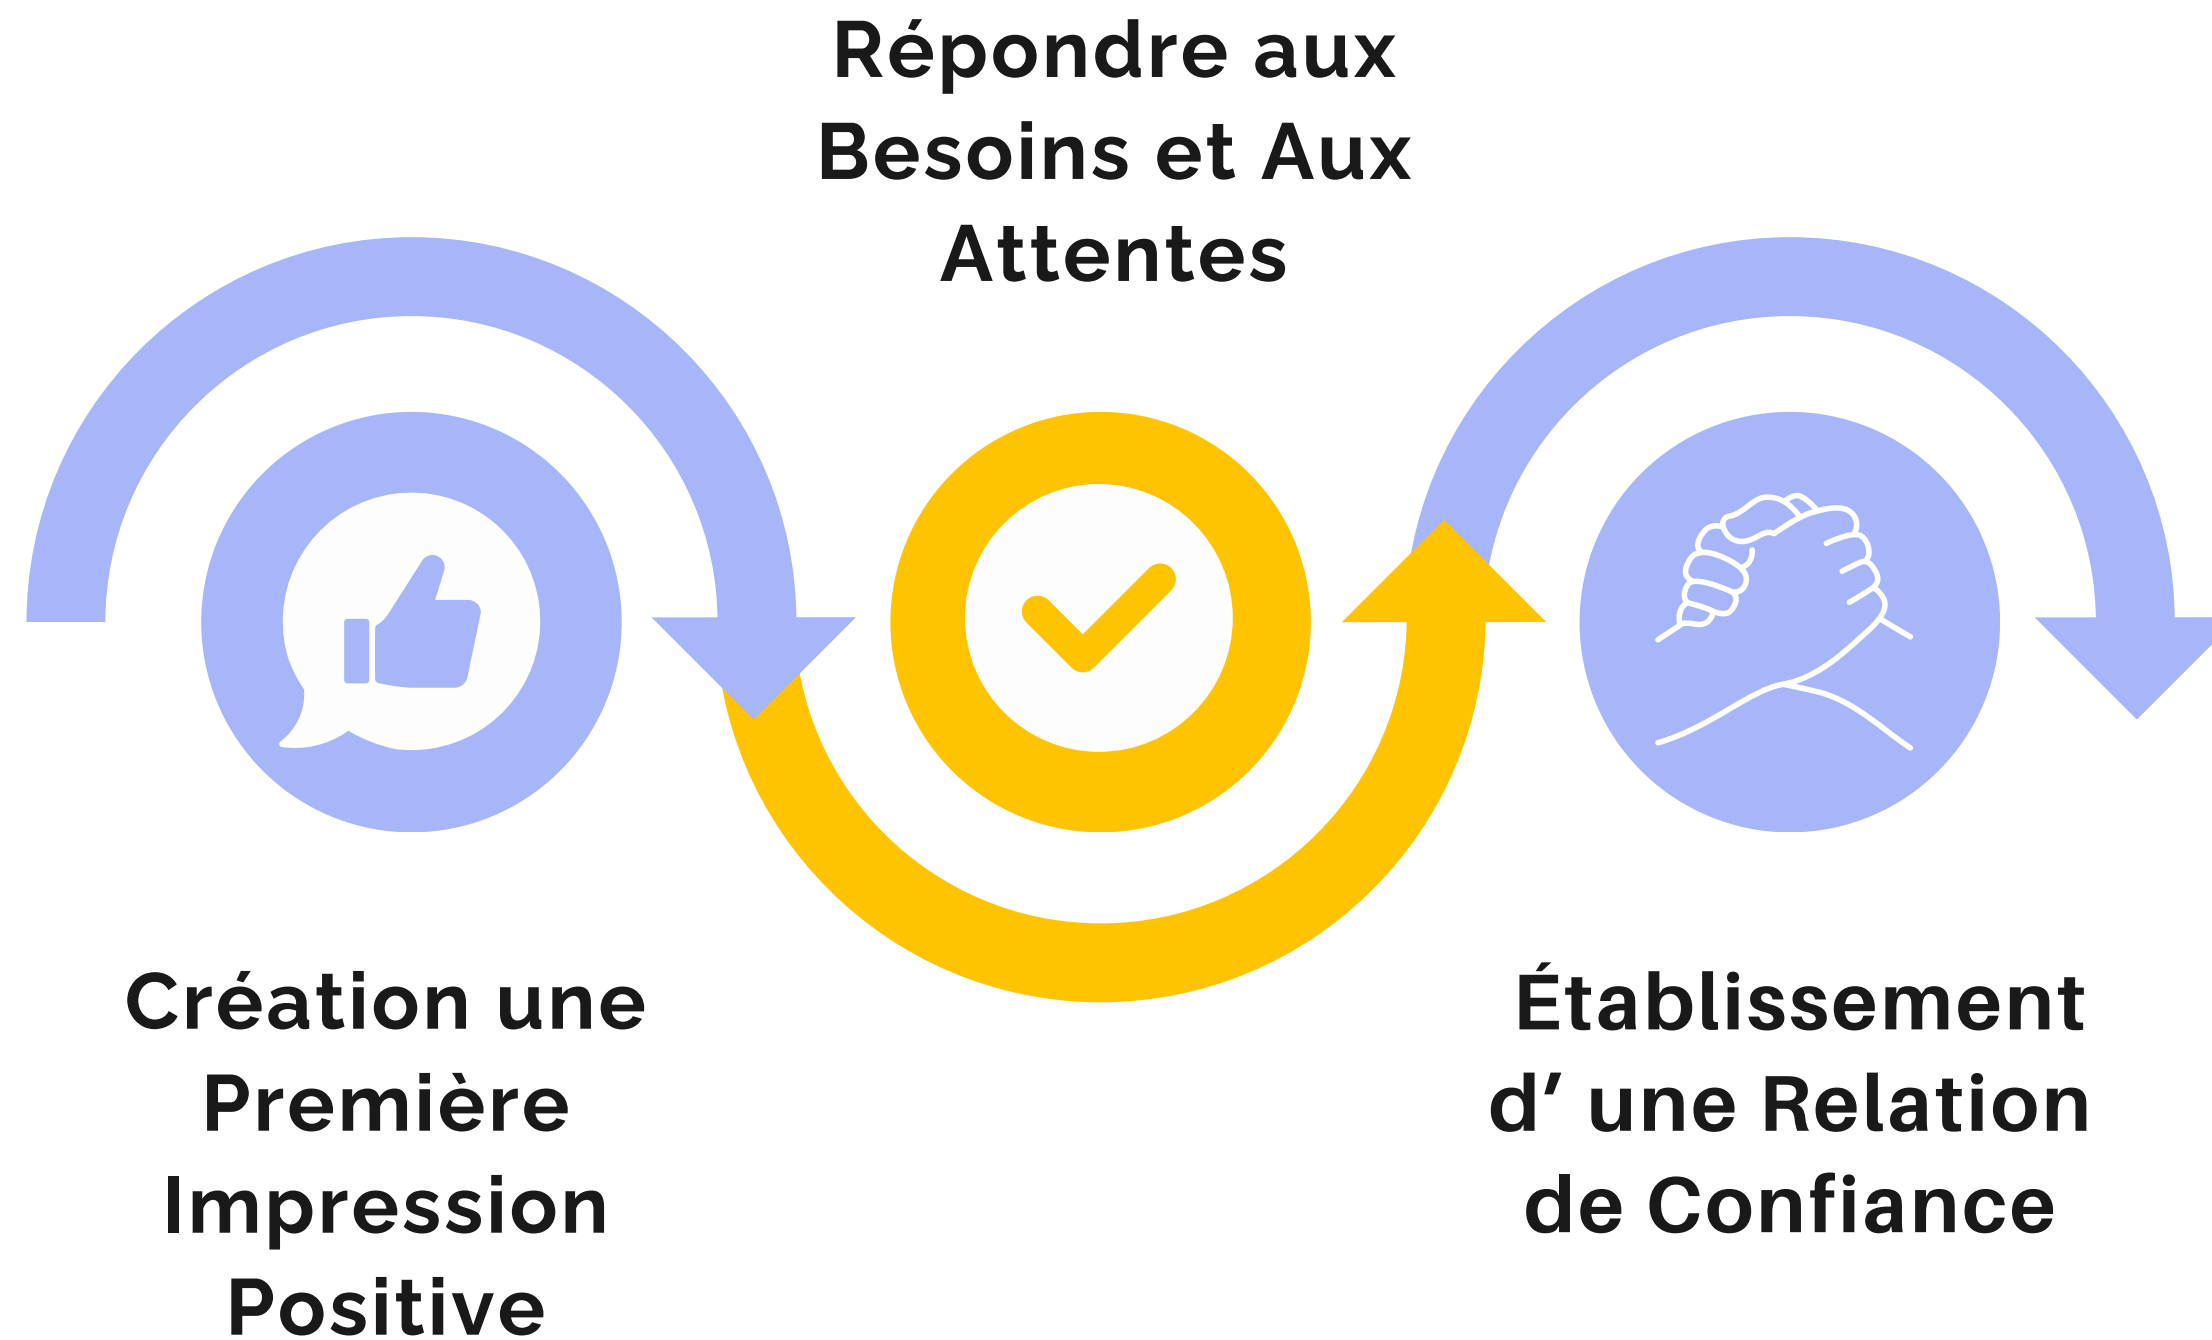 Répondre aux
Besoins et Aux
Attentes
Création une
Première
Impression
Positive
Établissement
d’ une Relation
de Confiance